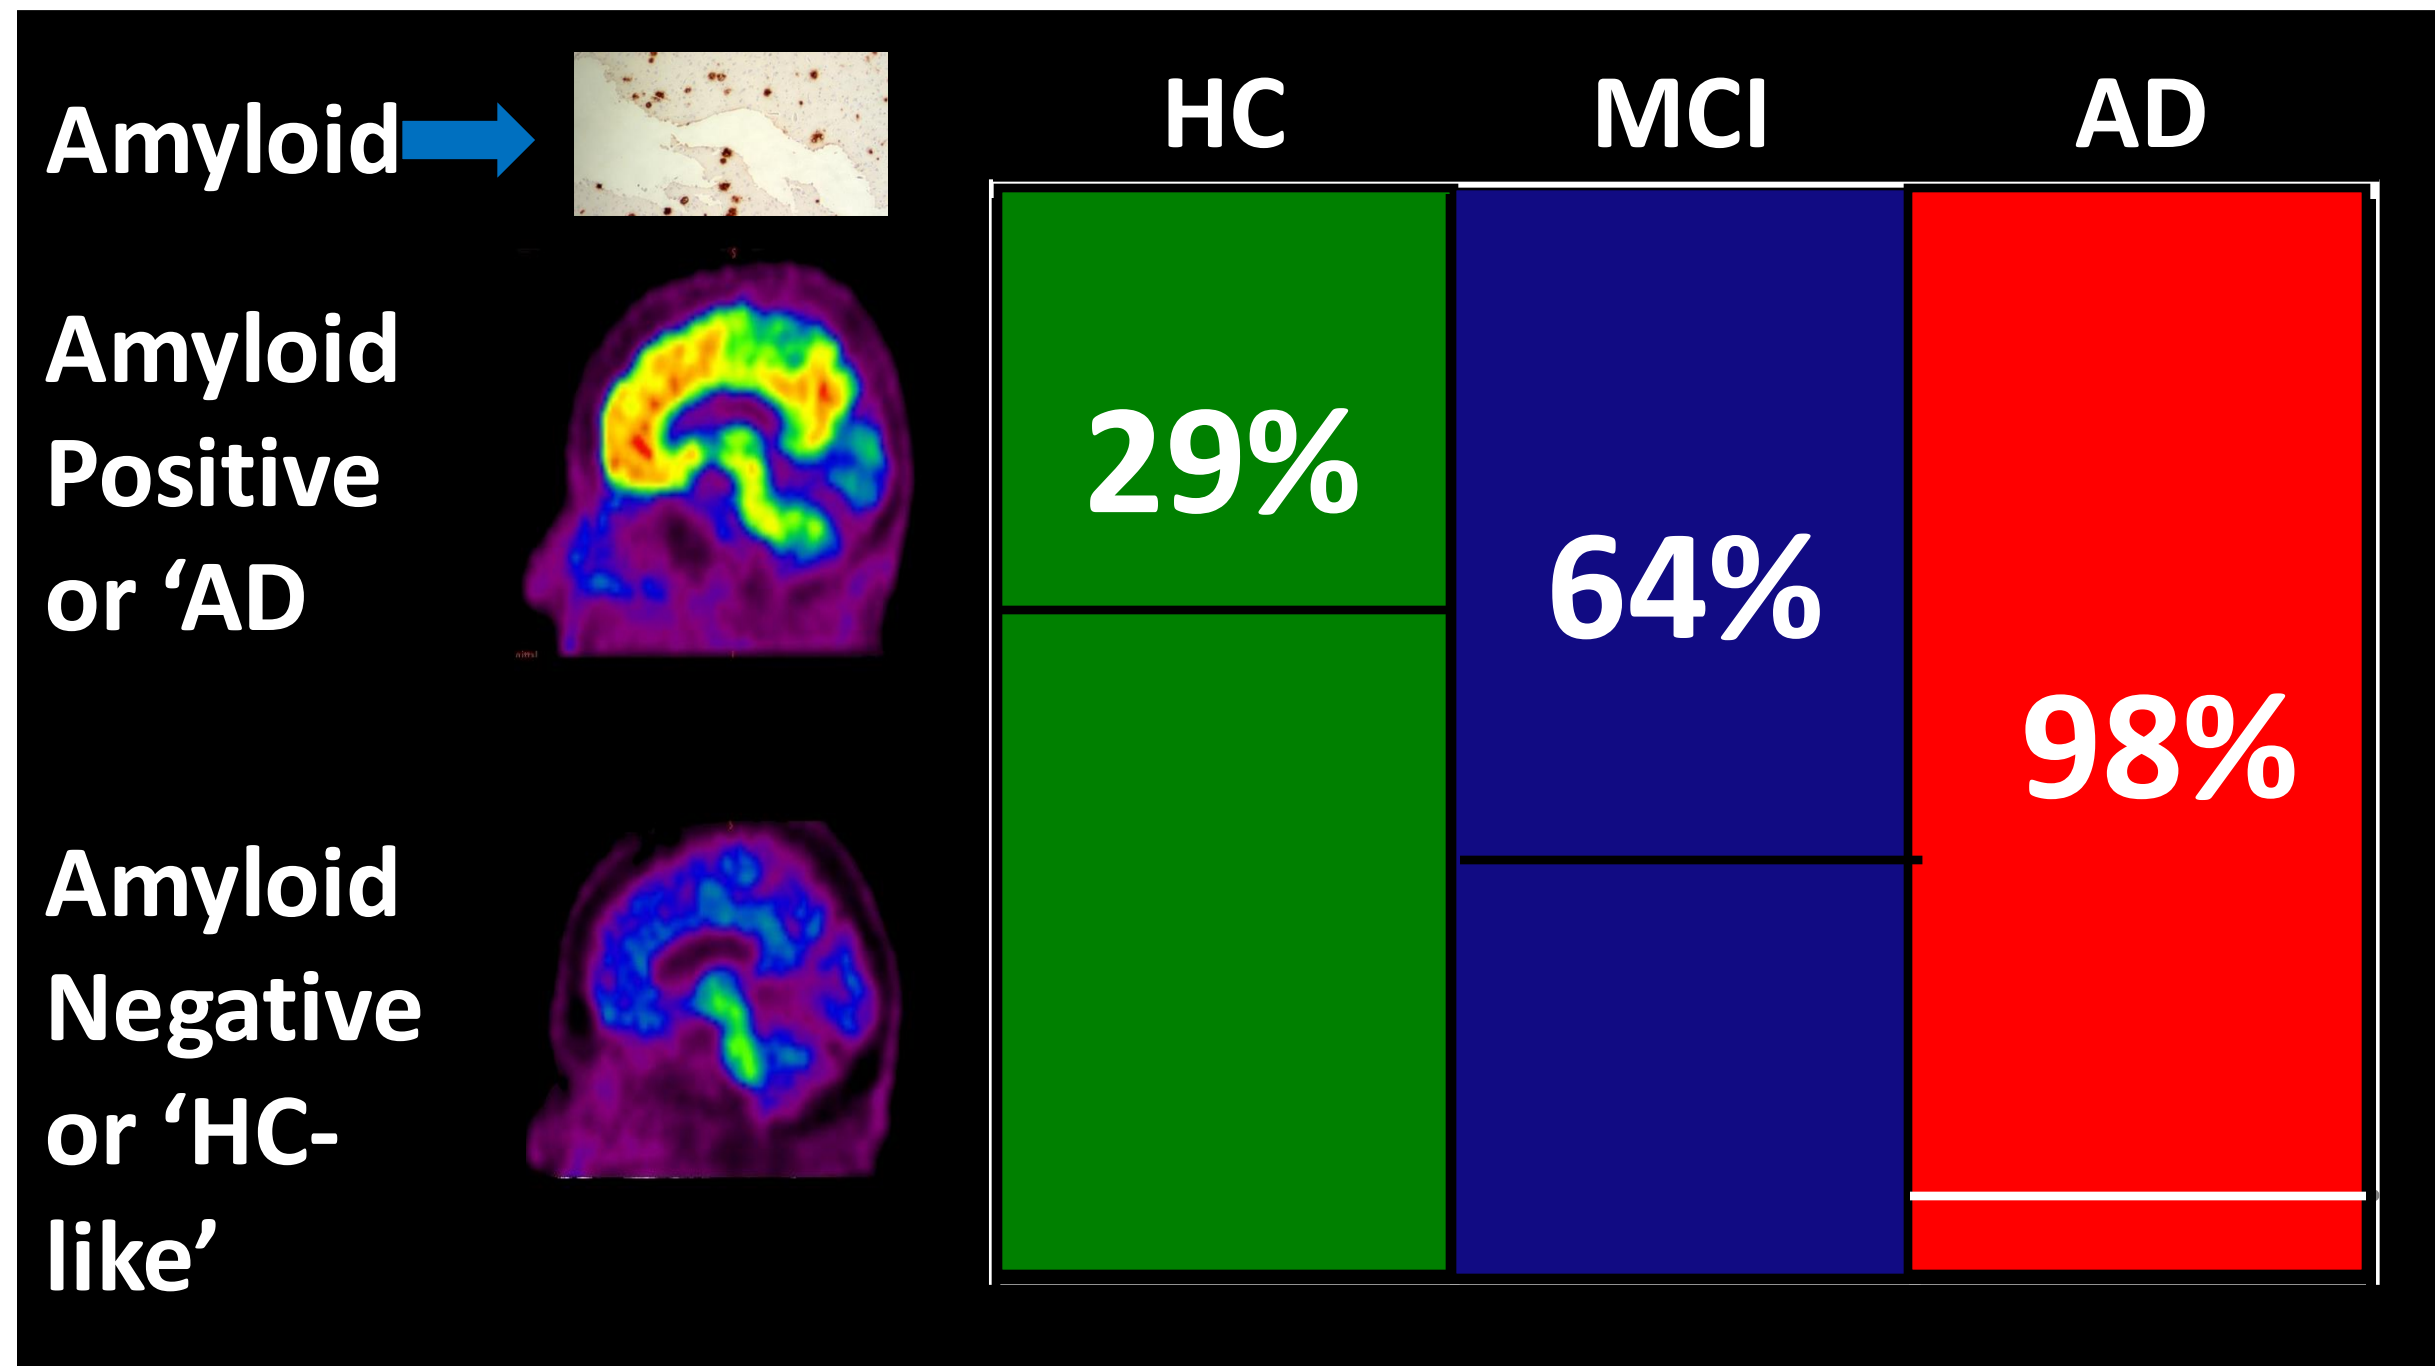 Amyloid
HC MCI AD
Amyloid
Positive
or ‘AD
29%
64%
98%
Amyloid
Negative
or ‘HC-
like’
S
S